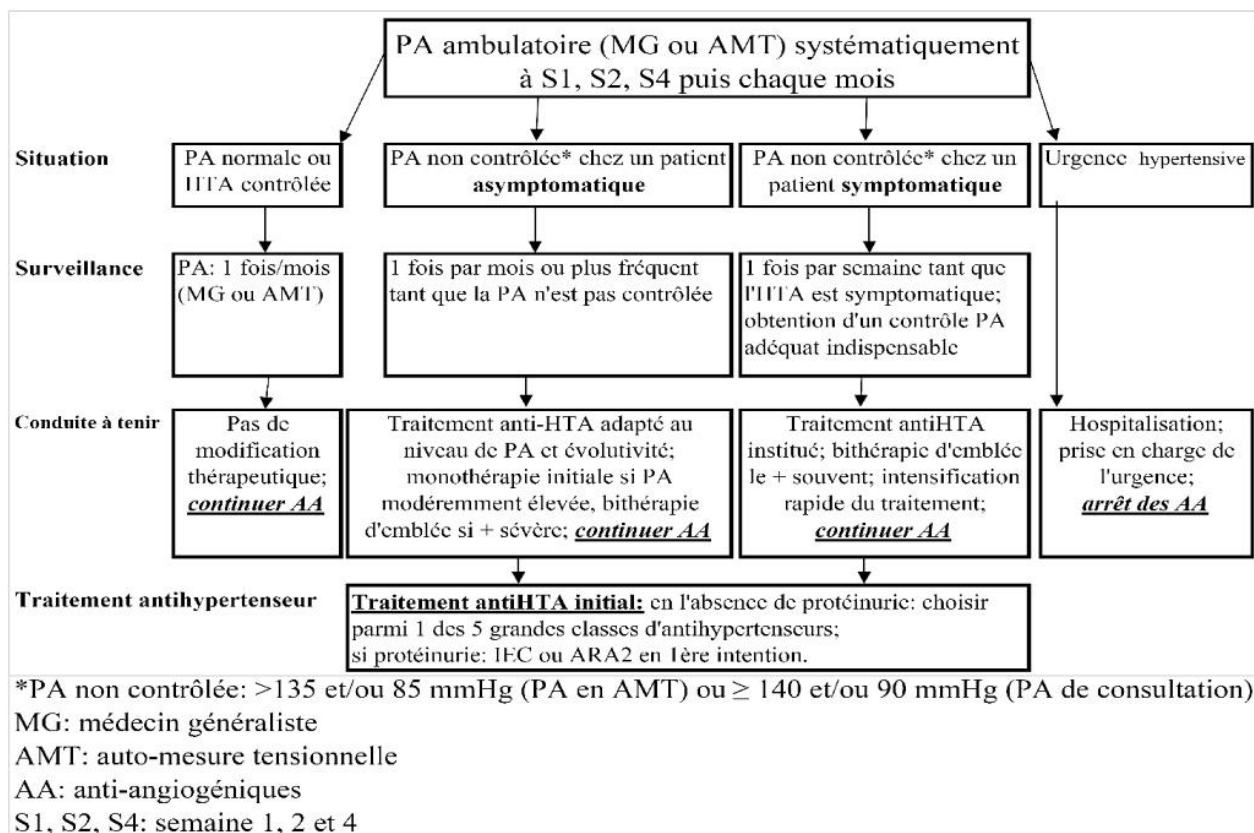 PA ambulatoire (MG ou AMT) systématiquement
à S1, S2, S4 puis chaque mois
Situation
PA normale ou
HTA contrôlée
PA non contrôlée* chez un patient
asymptomatique
PA non contrôlée* chez un
patient symptomatique
Urgence hypertensive
Surveillance
PA: 1 fois/mois
(MG ou AMT)
1 fois par mois ou plus fréquent
tant que la PA n'est pas contrôlée
1 fois par semaine tant que
l'HTA est symptomatique;
obtention d'un contrôle PA
adéquat indispensable
Conduite à tenir
Pas de
modification
thérapeutique;
continuer AA
Traitement anti-HTA adapté au
niveau de PA et évolutivité;
monothérapie initiale si PA
modéremment élevée, bithérapie
d'emblée si + sévère; continuer AA
Traitement antiHTA
institué; bithérapie d'emblée
le + souvent; intensification
rapide du traitement;
continuer AA
Hospitalisation;
prise en charge de
l'urgence;
arrêt des AA
Traitement antihypertenseur
Traitement antiHTA initial: en l'absence de protéinurie: choisir
parmi 1 des 5 grandes classes d'antihypertenseurs;
si protéinurie: IEC ou ARA2 en 1ère intention.
*PA non contrôlée: >135 et/ou 85 mmHg (PA en AMT) ou ≥ 140 et/ou 90 mmHg (PA de consultation)
MG: médecin généraliste
AMT: auto-mesure tensionnelle
AA: anti-angiogéniques
S1, S2, S4: semaine 1, 2 et 4